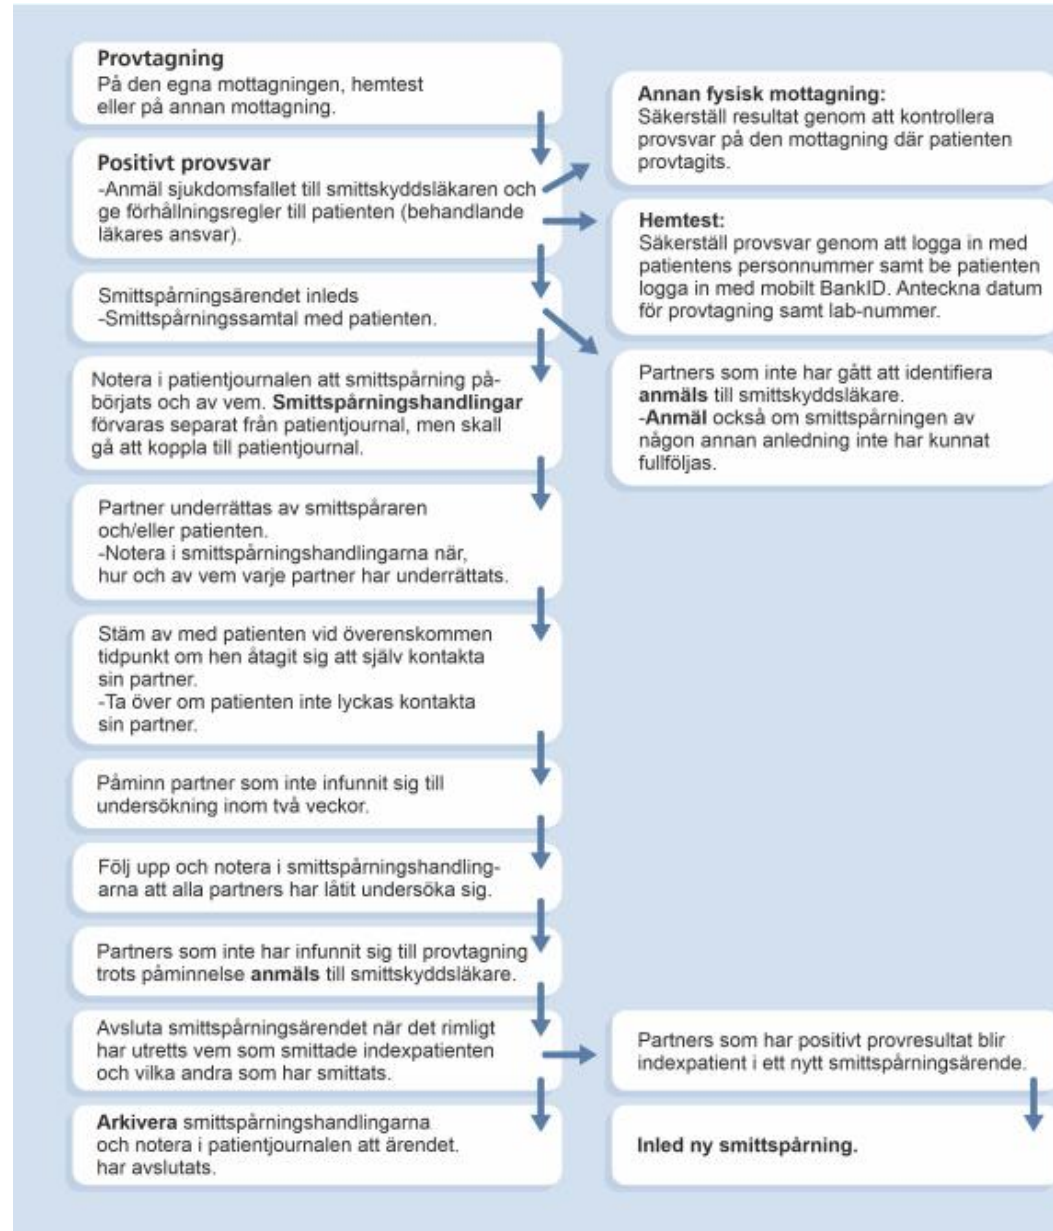 Provtagning
På den egna mottagningen, hemtest
eller på annan mottagning.
Positivt provsvar
-Anmäl sjukdomsfallet till smittskyddsläkaren och
ge förhållningsregler till patienten (behandlande
läkares ansvar).
Annan fysisk mottagning:
Säkerställ resultat genom att kontrollera
provsvar på den mottagning där patienten
provtagits.
Hemtest:
Säkerställ provsvar genom att logga in med
patientens personnummer samt be patienten
logga in med mobilt BankID. Anteckna datum
för provtagning samt lab-nummer.
Smittspårningsärendet inleds
-Smittspårningssamtal med patienten.
Partners som inte har gått att identifiera
anmäls till smittskyddsläkare.
-Anmäl också om smittspårningen av
någon annan anledning inte har kunnat
fullföljas.
Notera i patientjournalen att smittspårning på-
börjats och av vem. Smittspårningshandlingar
förvaras separat från patientjournal, men skall
gå att koppla till patientjournal.
Partner underrättas av smittspåraren
och/eller patienten.
-Notera i smittspårningshandlingarna när,
hur och av vem varje partner har underrättats.
Stäm av med patienten vid överenskommen
tidpunkt om hen åtagit sig att själv kontakta
sin partner.
-Ta över om patienten inte lyckas kontakta
sin partner.
Påminn partner som inte infunnit sig till
undersökning inom två veckor.
Följ upp och notera i smittspårningshandling-
arna att alla partners har låtit undersöka sig.
Partners som inte har infunnit sig till provtagning
trots påminnelse anmäls till smittskyddsläkare.
Avsluta smittspårningsärendet när det rimligt
har utretts vem som smittade indexpatienten
och vilka andra som har smittats.
Partners som har positivt provresultat blir
indexpatient i ett nytt smittspårningsärende.
Arkivera smittspårningshandlingarna
och notera i patientjournalen att ärendet.
har avslutats.
Inled ny smittspårning.